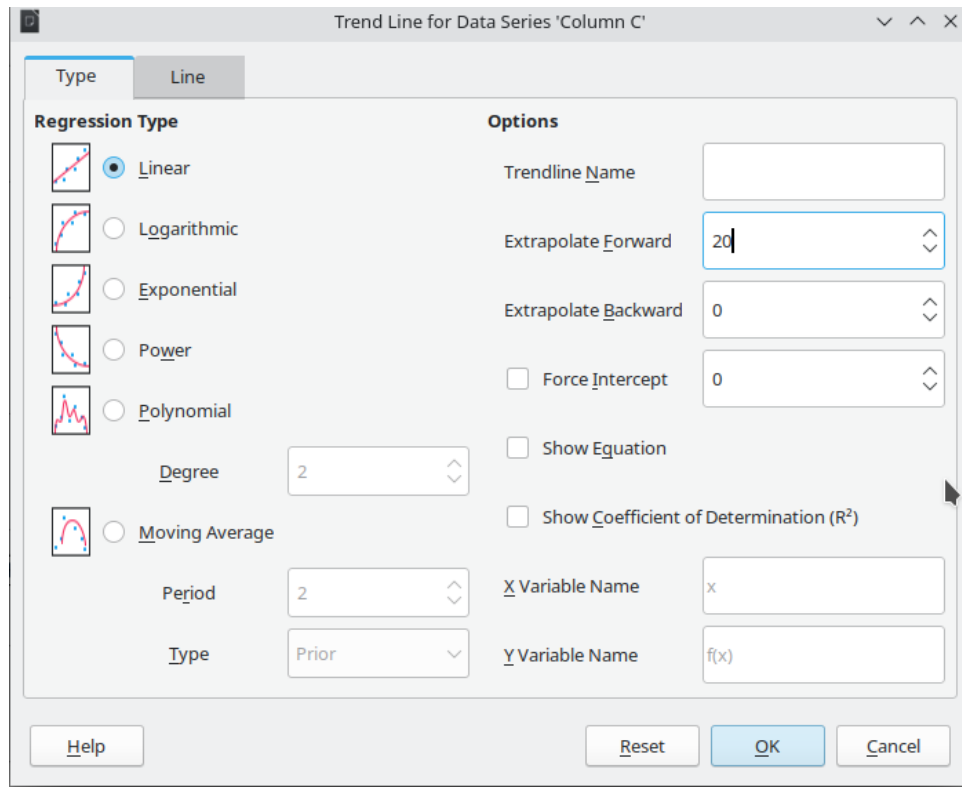 Trend Line for Data Series 'Column C'
Type
Line
Regression Type
Linear
Logarithmic
Exponential
Power
Polynomial
Degree
2
Moving Average
Period
2
Type
Prior
Options
Trendline Name
Extrapolate Forward
20
Extrapolate Backward
0
Force Intercept
0
Show Equation
Show Coefficient of Determination (R²)
X Variable Name
x
Y Variable Name
f(x)
Help
Reset
OK
Cancel